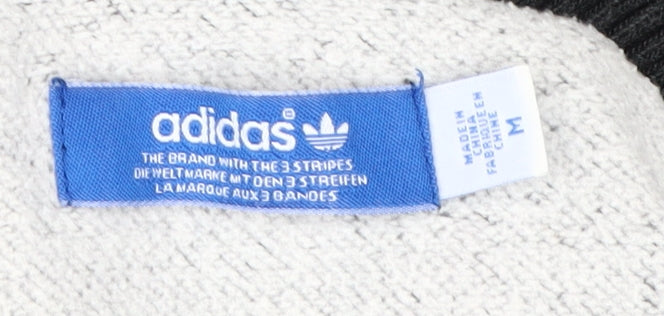 adidas®
THE BRAND WITH THE 3 STRIPES
DIE WELTMARKE MIT DEN 3 STREIFEN
LA MARQUE AUX 3 BANDES
MADE IN
CHINA
FABRIQUE EN
CHINE
M